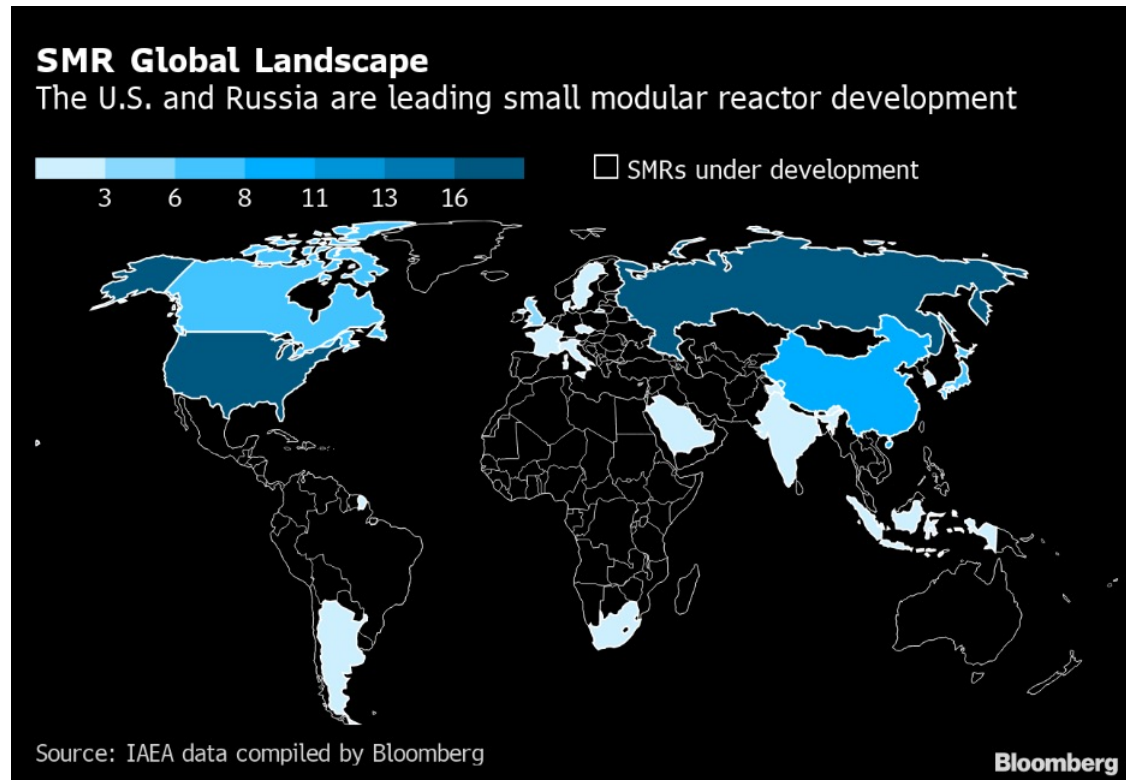 SMR Global Landscape
The U.S. and Russia are leading small modular reactor development
3 6 8 11 13 16
SMRs under development
Source: IAEA data compiled by Bloomberg
Bloomberg